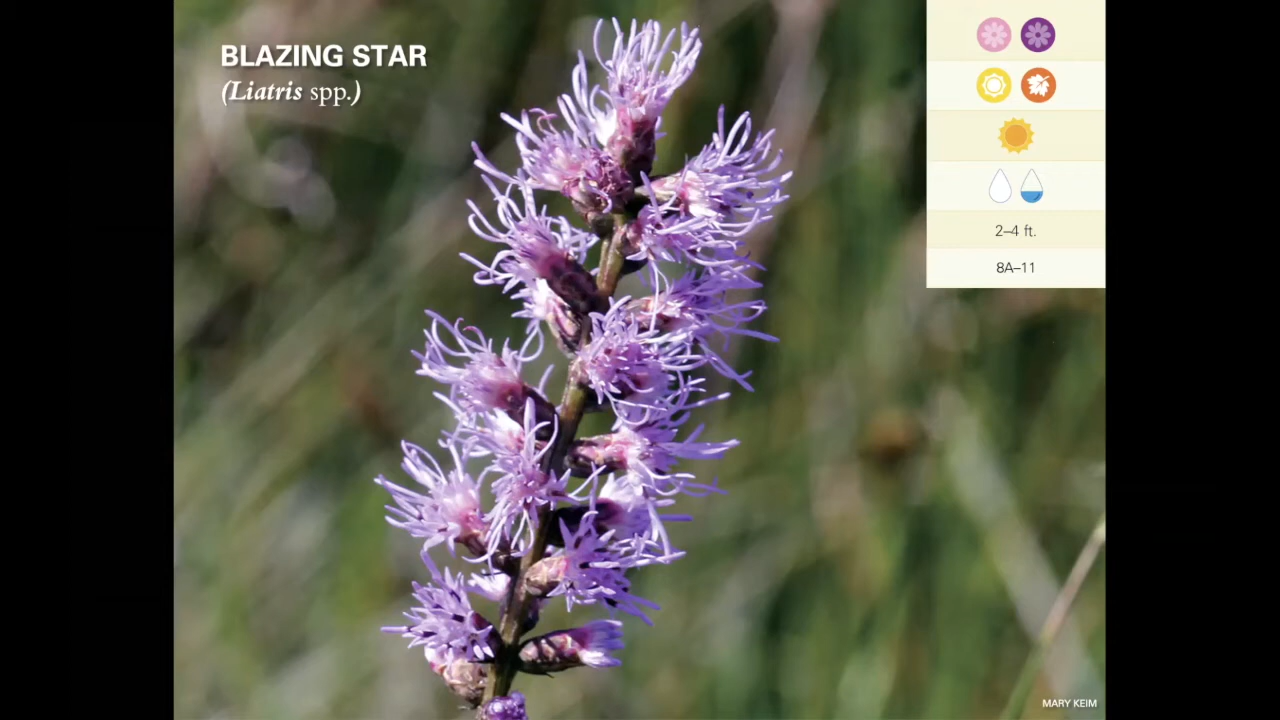 BLAZING STAR
(Liatris spp.)
2–4 ft.
8A–11
MARY KEIM